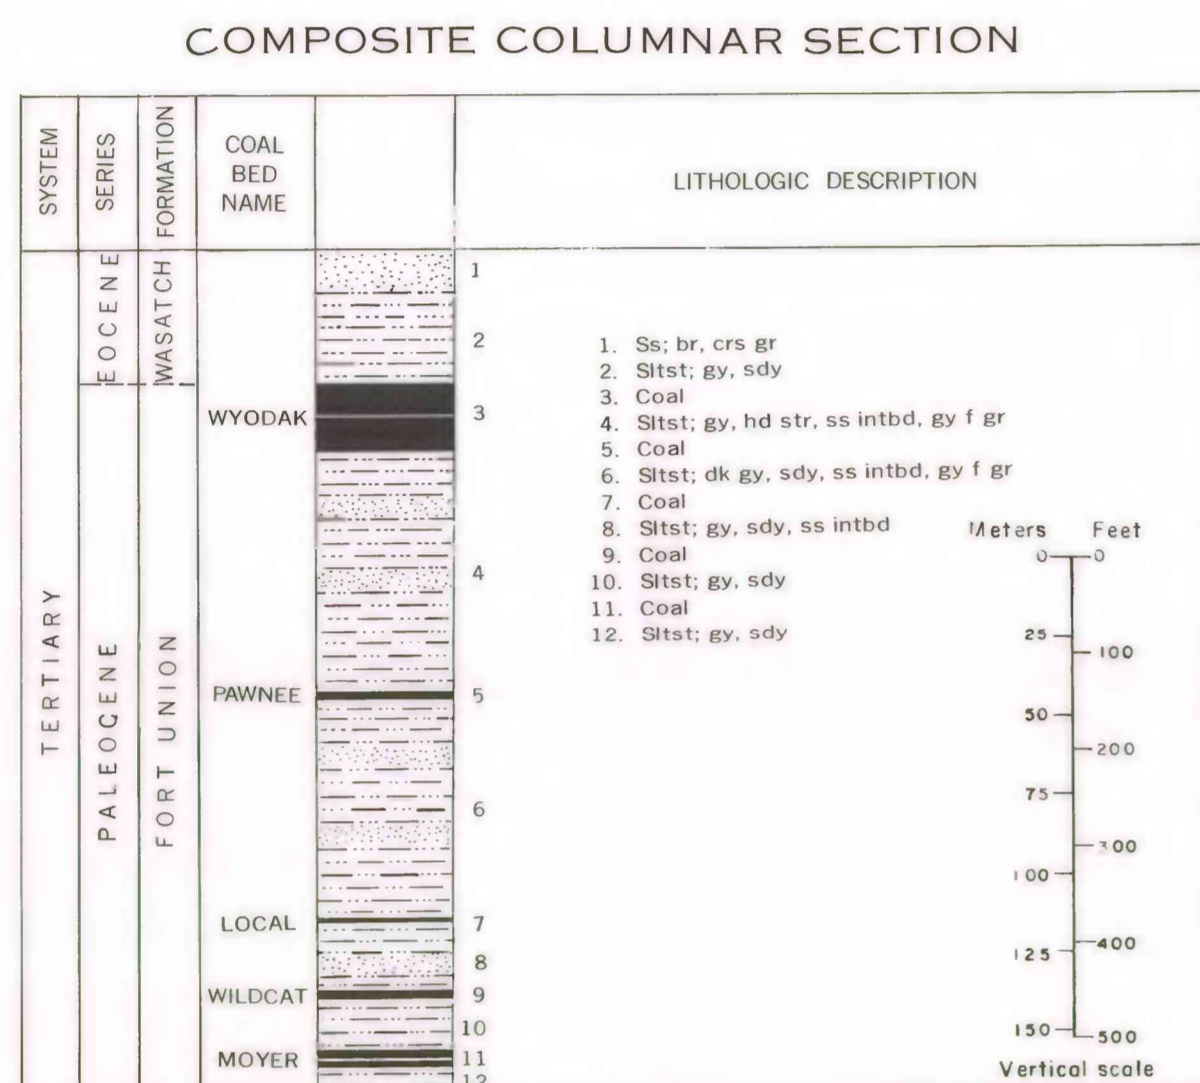 COMPOSITE COLUMNAR SECTION
SYSTEM
SERIES
FORMATION
COAL
BED
NAME
LITHOLOGIC DESCRIPTION
TERTIARY
EOCENE
PALEOCENE
WASATCH
FORT UNION
WYODAK
PAWNEE
LOCAL
WILDCAT
MOYER
1
2
3
4
5
6
7
8
9
10
11
12
1. Ss; br, crs gr
2. Sltst; gy, sdy
3. Coal
4. Sltst; gy, hd str, ss intbd, gy f gr
5. Coal
6. Sltst; dk gy, sdy, ss intbd, gy f gr
7. Coal
8. Sltst; gy, sdy, ss intbd
9. Coal
10. Sltst; gy, sdy
11. Coal
12. Sltst; gy, sdy
Meters Feet
0 0
25
100
50
200
75
300
100
400
125
150
500
Vertical scale